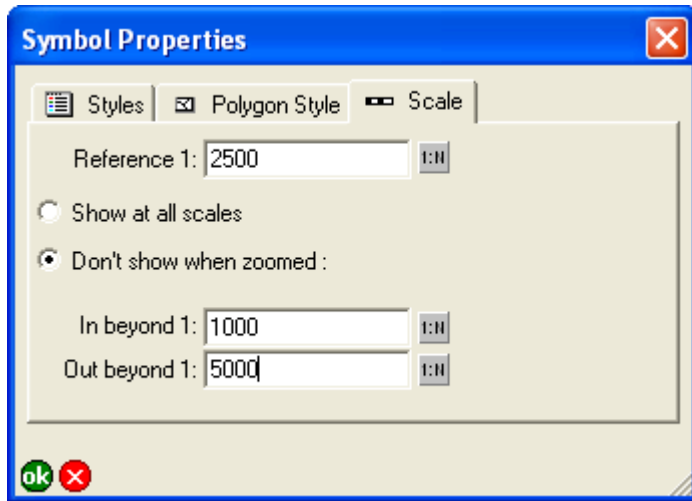 Symbol Properties
Styles Polygon Style Scale
Reference 1: 2500 1:N
Show at all scales
Don't show when zoomed :
In beyond 1: 1000 1:N
Out beyond 1: 5000 1:N
ok